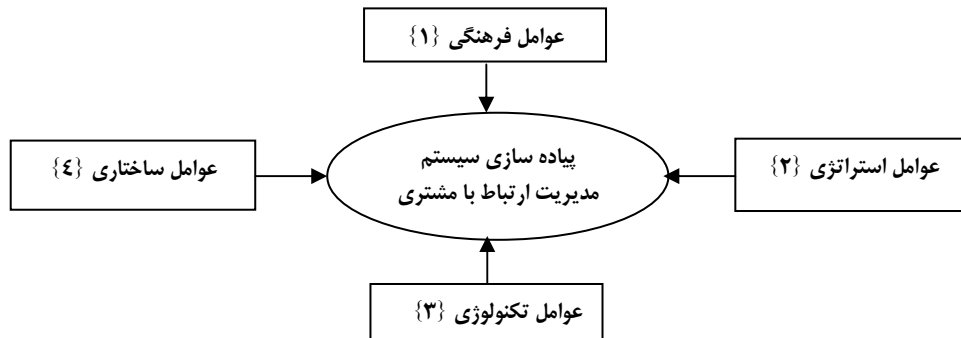 عوامل فرهنگی {۱}
پیاده سازی سیستم
مدیریت ارتباط با مشتری
عوامل استراتژی {۲}
عوامل ساختاری {٤}
عوامل تکنولوژی {۳}